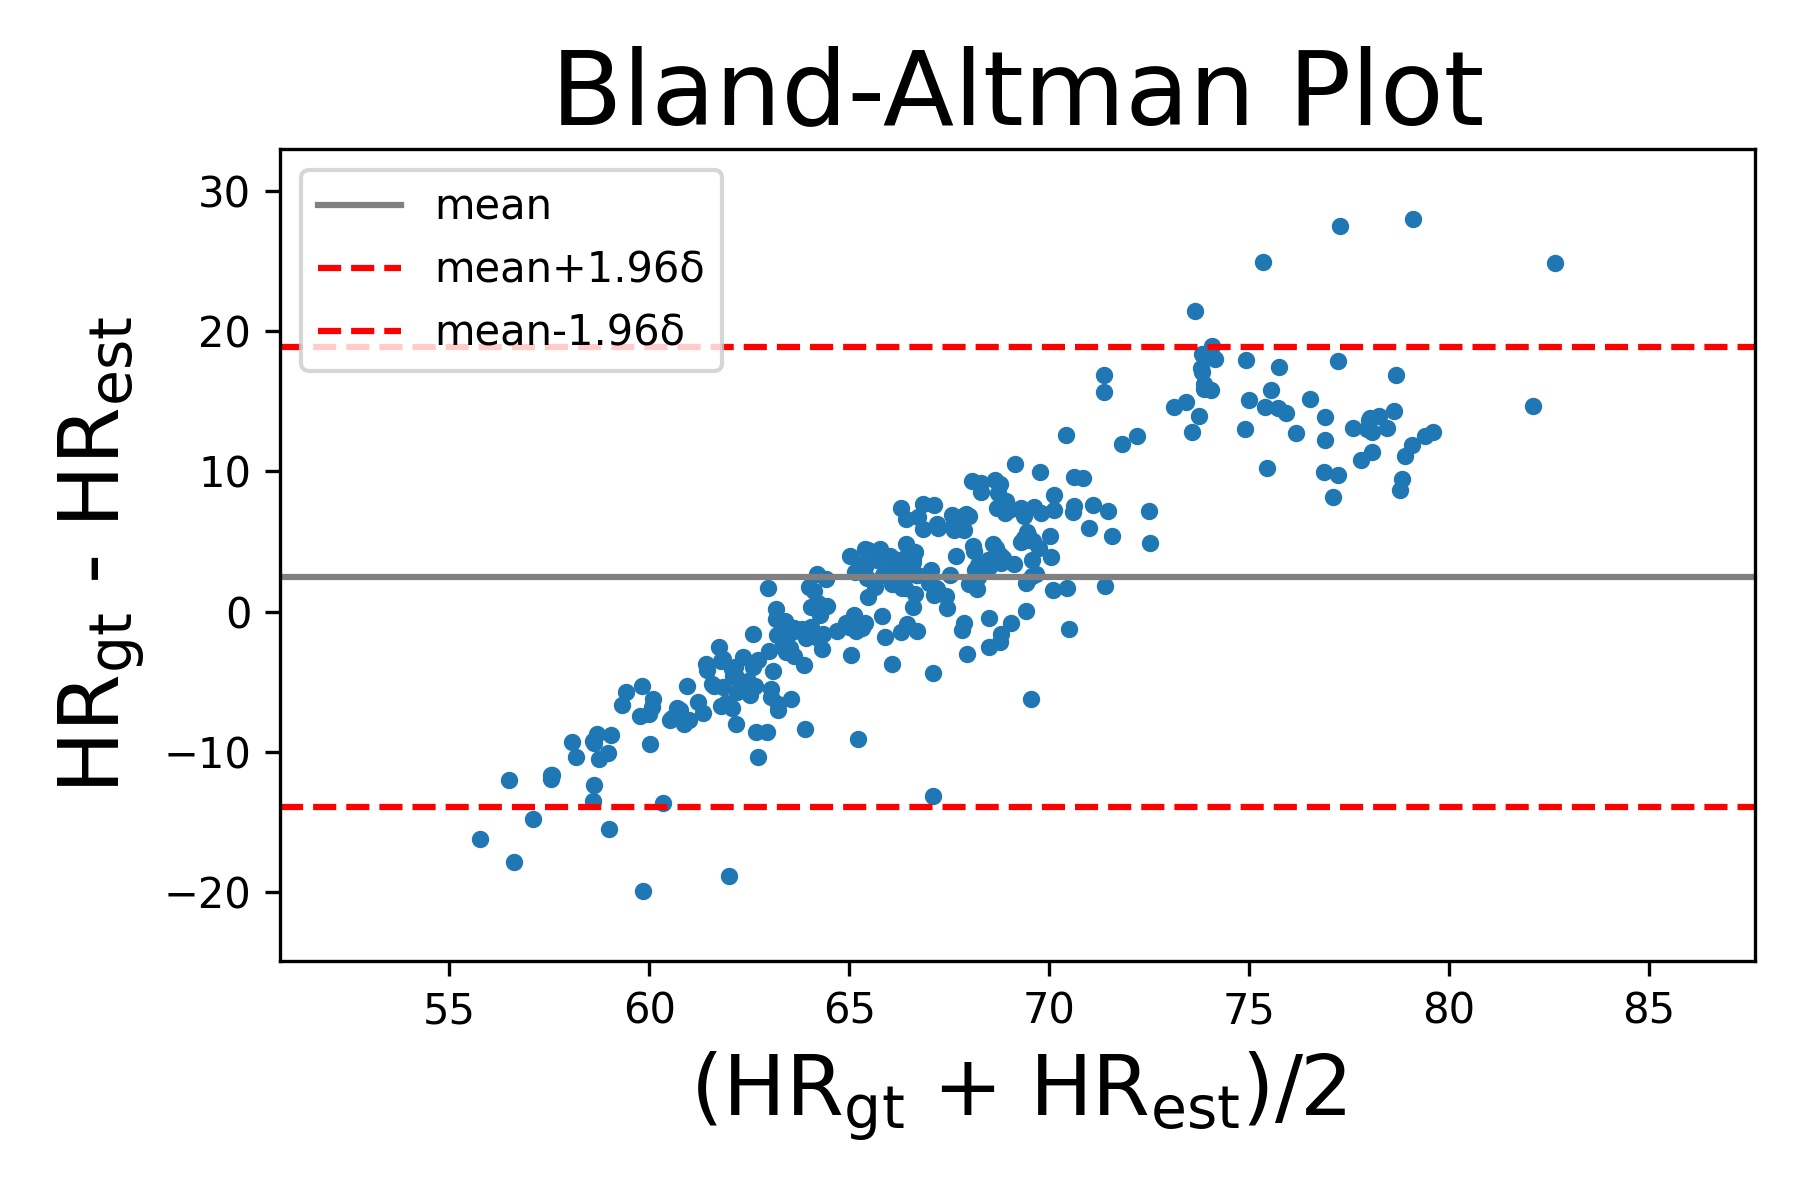 Bland-Altman Plot
mean
mean+1.96δ
mean-1.96δ
HRgt - HRest
30
20
10
0
−10
−20
55 60 65 70 75 80 85
(HRgt + HRest)/2